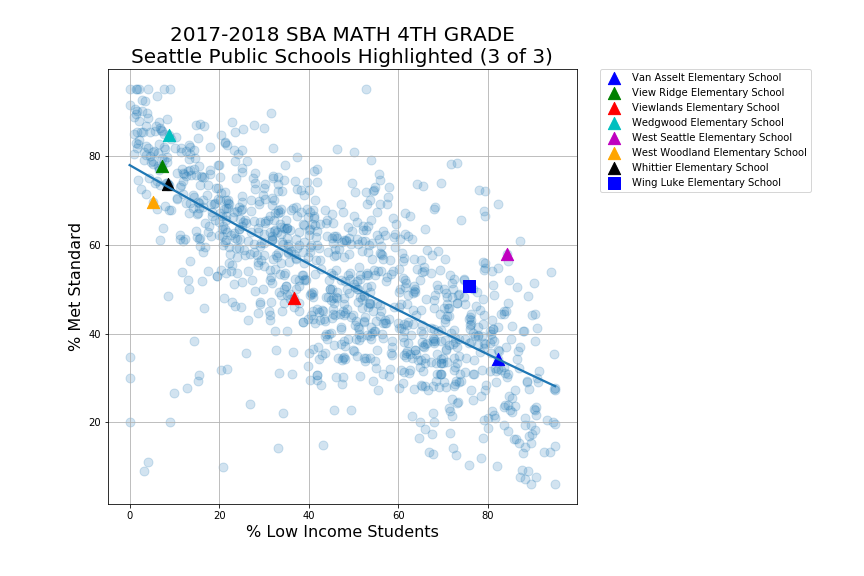 2017-2018 SBA MATH 4TH GRADE
Seattle Public Schools Highlighted (3 of 3)
Van Asselt Elementary School
View Ridge Elementary School
Viewlands Elementary School
Wedgwood Elementary School
West Seattle Elementary School
West Woodland Elementary School
Whittier Elementary School
Wing Luke Elementary School
% Met Standard
80
60
40
20
0 20 40 60 80
% Low Income Students